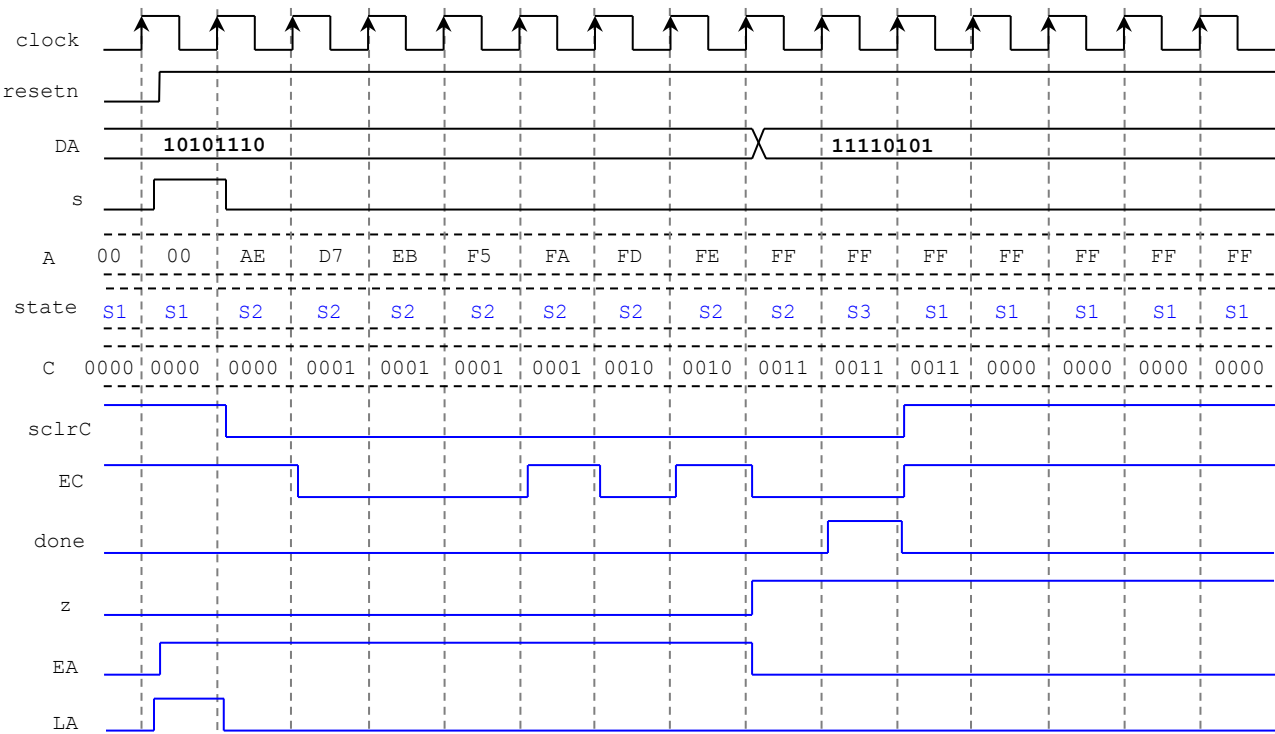 clock
resetn
DA 10101110 11110101
s
A 00 00 AE D7 EB F5 FA FD FE FF FF FF FF FF FF FF
state S1 S1 S2 S2 S2 S2 S2 S2 S2 S2 S3 S1 S1 S1 S1 S1
C 0000 0000 0000 0001 0001 0001 0001 0010 0010 0011 0011 0011 0000 0000 0000 0000
sclrC
EC
done
z
EA
LA